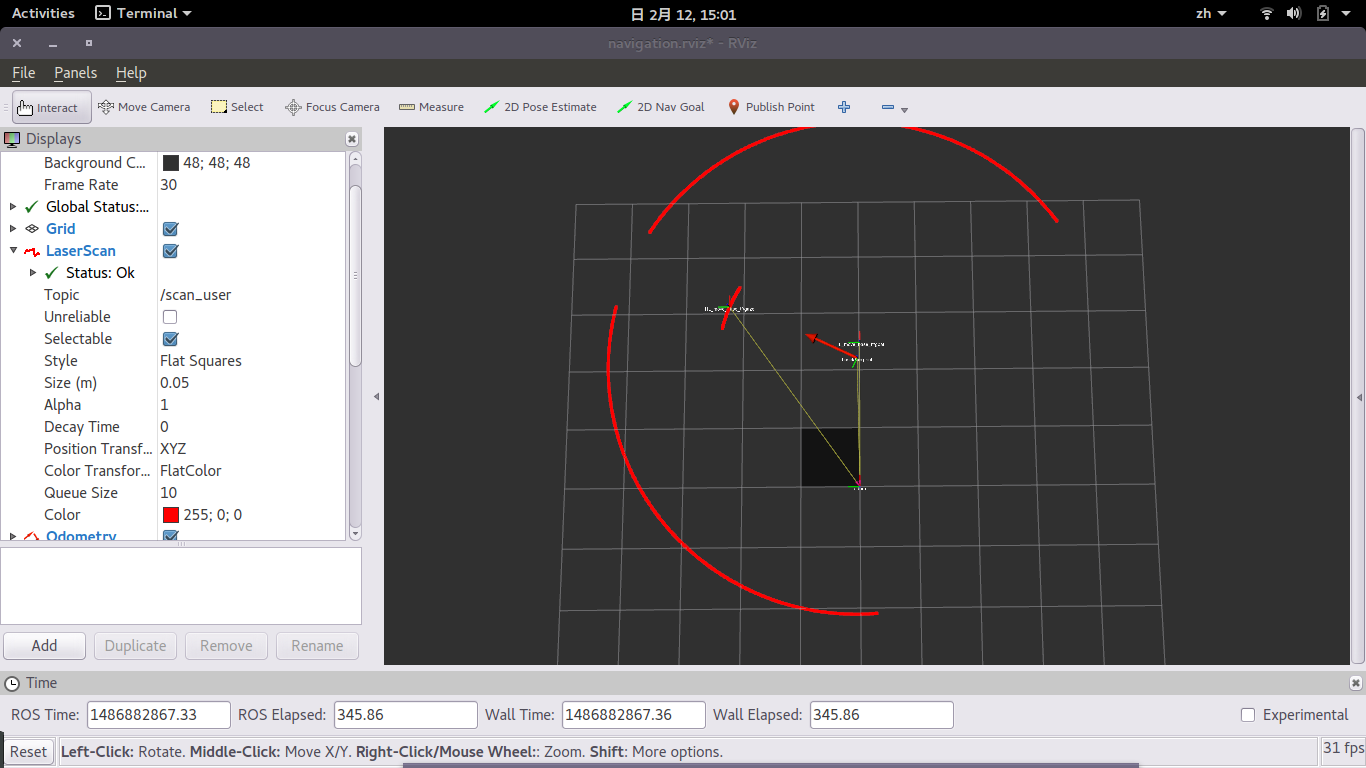 Activities Terminal 日 2月 12, 15:01 zh
navigation.rviz* - RViz
File Panels Help
Interact Move Camera Select Focus Camera Measure 2D Pose Estimate 2D Nav Goal Publish Point
Displays
Background C... 48; 48; 48
Frame Rate 30
Global Status:...
Grid
LaserScan
Status: Ok
Topic /scan_user
Unreliable
Selectable
Style Flat Squares
Size (m) 0.05
Alpha 1
Decay Time 0
Position Transf... XYZ
Color Transfor... FlatColor
Queue Size 10
Color 255; 0; 0
Odometry
Add Duplicate Remove Rename
Time
ROS Time: 1486882867.33 ROS Elapsed: 345.86 Wall Time: 1486882867.36 Wall Elapsed: 345.86 Experimental
Reset Left-Click: Rotate. Middle-Click: Move X/Y. Right-Click/Mouse Wheel:: Zoom. Shift: More options. 31 fps